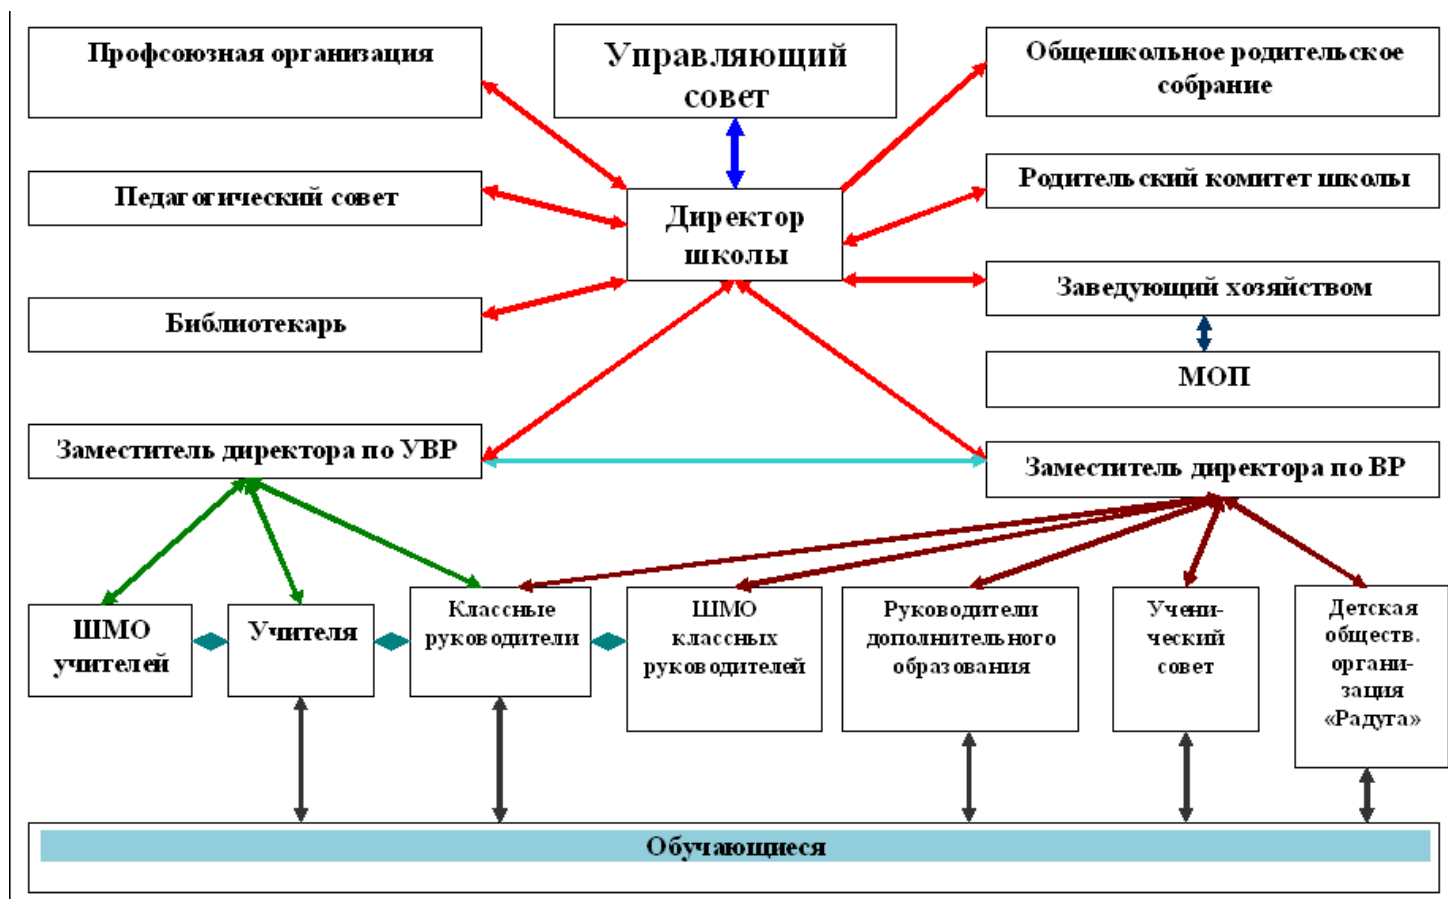 Профсоюзная организация
Управляющий
совет
Общешкольное родительское
собрание
Педагогический совет
Директор
школы
Родительский комитет школы
Библиотекарь
Заведующий хозяйством
МОП
Заместитель директора по УВР
Заместитель директора по ВР
ШМО
учителей
Учителя
Классные
руководители
ШМО
классных
руководителей
Руководители
дополнительного
образования
Учени-
ческий
совет
Детская
обществ.
органи-
зация
«Радуга»
Обучающиеся